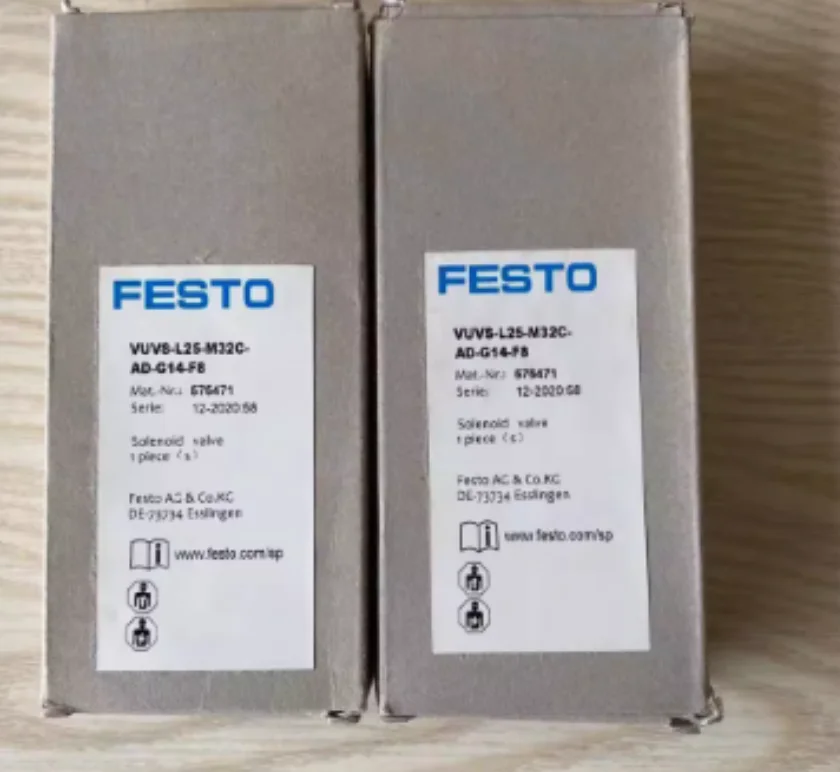 FESTO
VUVS-L25-M32C-
AD-G14-F8
Mat.-Nr.: 575471
Serie: 12-2020:58
Solenoid valve
1 piece (s)
Festo AG & Co.KG
DE-73734 Esslingen
www.festo.com/sp
FESTO
VUVS-L25-M32C-
AD-G14-F8
Mat.-Nr.: 575471
Serie: 12-2020:58
Solenoid valve
1 piece (s)
Festo AG & Co.KG
DE-73734 Esslingen
www.festo.com/sp